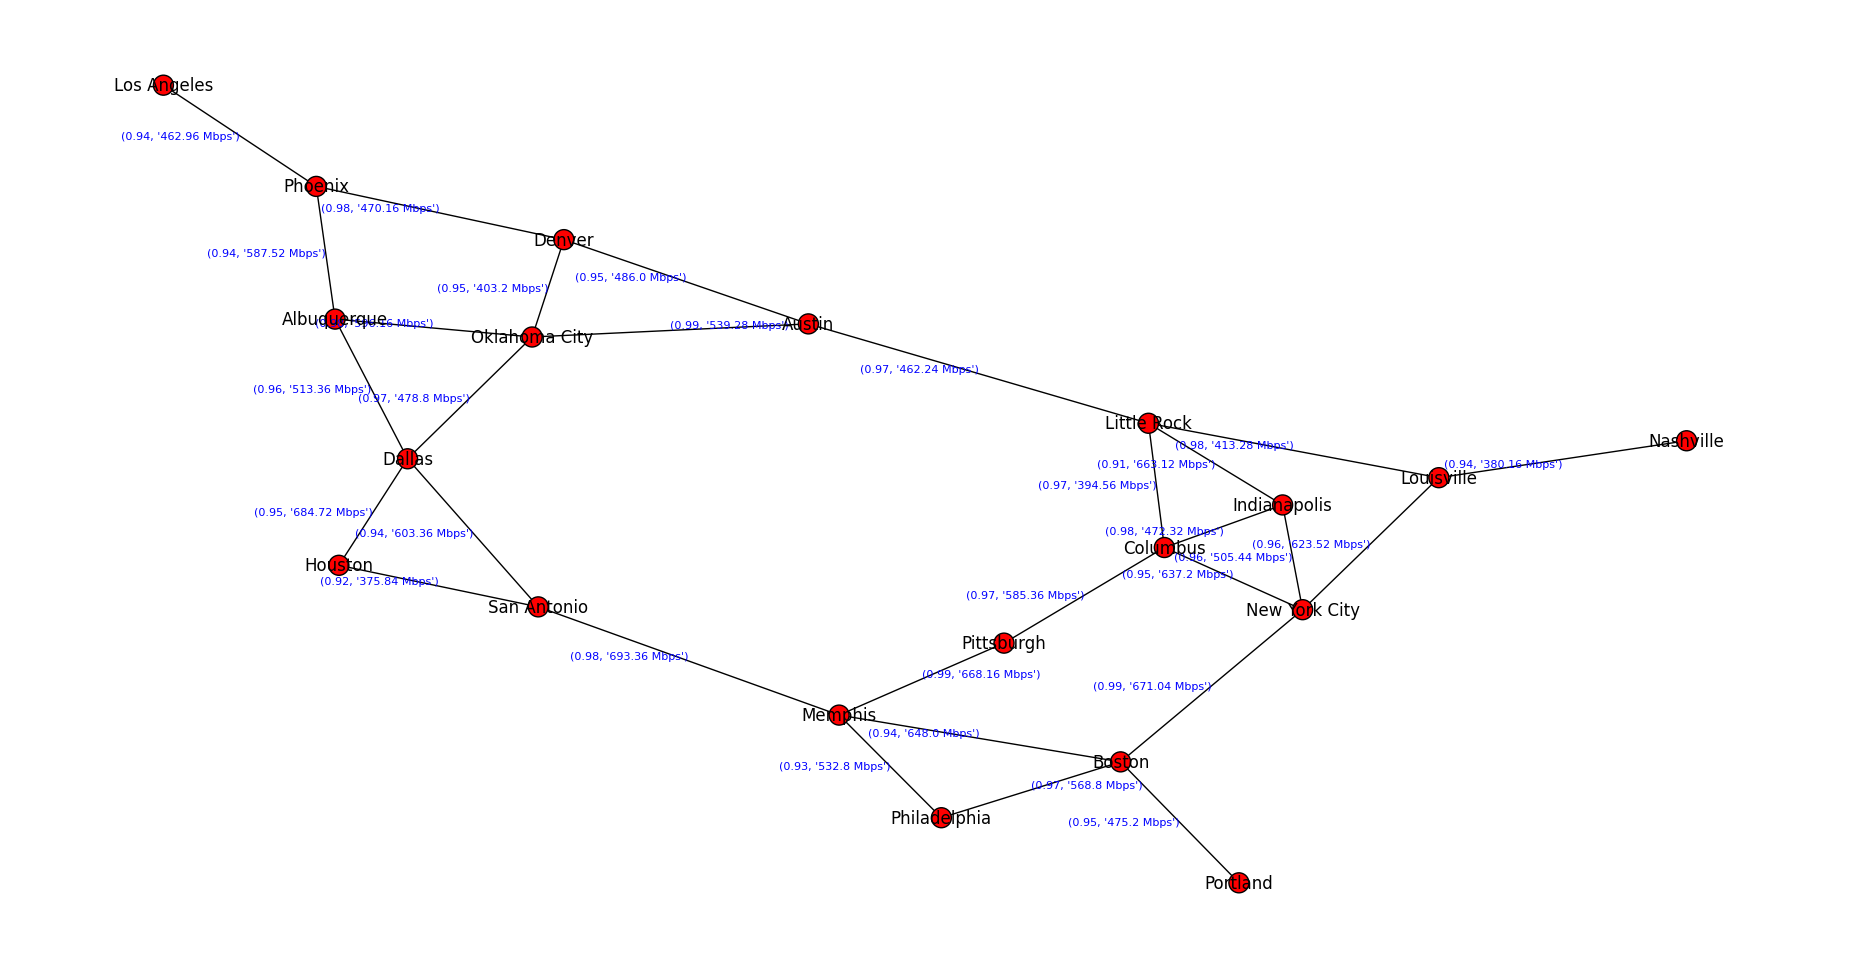 Los Angeles
(0.94, '462.96 Mbps')
Phoenix
(0.98, '470.16 Mbps')
Denver
(0.94, '587.52 Mbps')
(0.95, '486.0 Mbps')
(0.95, '403.2 Mbps')
Albuquerque
Mbps')
(0.99, '539.28 Mbps')
Austin
Oklahoma City
(0.97, '462.24 Mbps')
(0.96, '513.36 Mbps')
(0.97, '478.8 Mbps')
Little Rock
Nashville
(0.98, '413.28 Mbps')
Dallas
(0.91, '663.12 Mbps')
(0.94, '380.16 Mbps')
Louisville
(0.97, '394.56 Mbps')
Indianapolis
(0.95, '684.72 Mbps')
(0.94, '603.36 Mbps')
(0.98, '472.32 Mbps')
(0.96, '623.52 Mbps')
Columbus
(0.96, '505.44 Mbps')
Houston
(0.95, '637.2 Mbps')
(0.92, '375.84 Mbps')
(0.97, '585.36 Mbps')
San Antonio
New York City
Pittsburgh
(0.98, '693.36 Mbps')
(0.99, '668.16 Mbps')
(0.99, '671.04 Mbps')
Memphis
(0.94, '648.0 Mbps')
Boston
(0.93, '532.8 Mbps')
(0.97, '568.8 Mbps')
Philadelphia
(0.95, '475.2 Mbps')
Portland